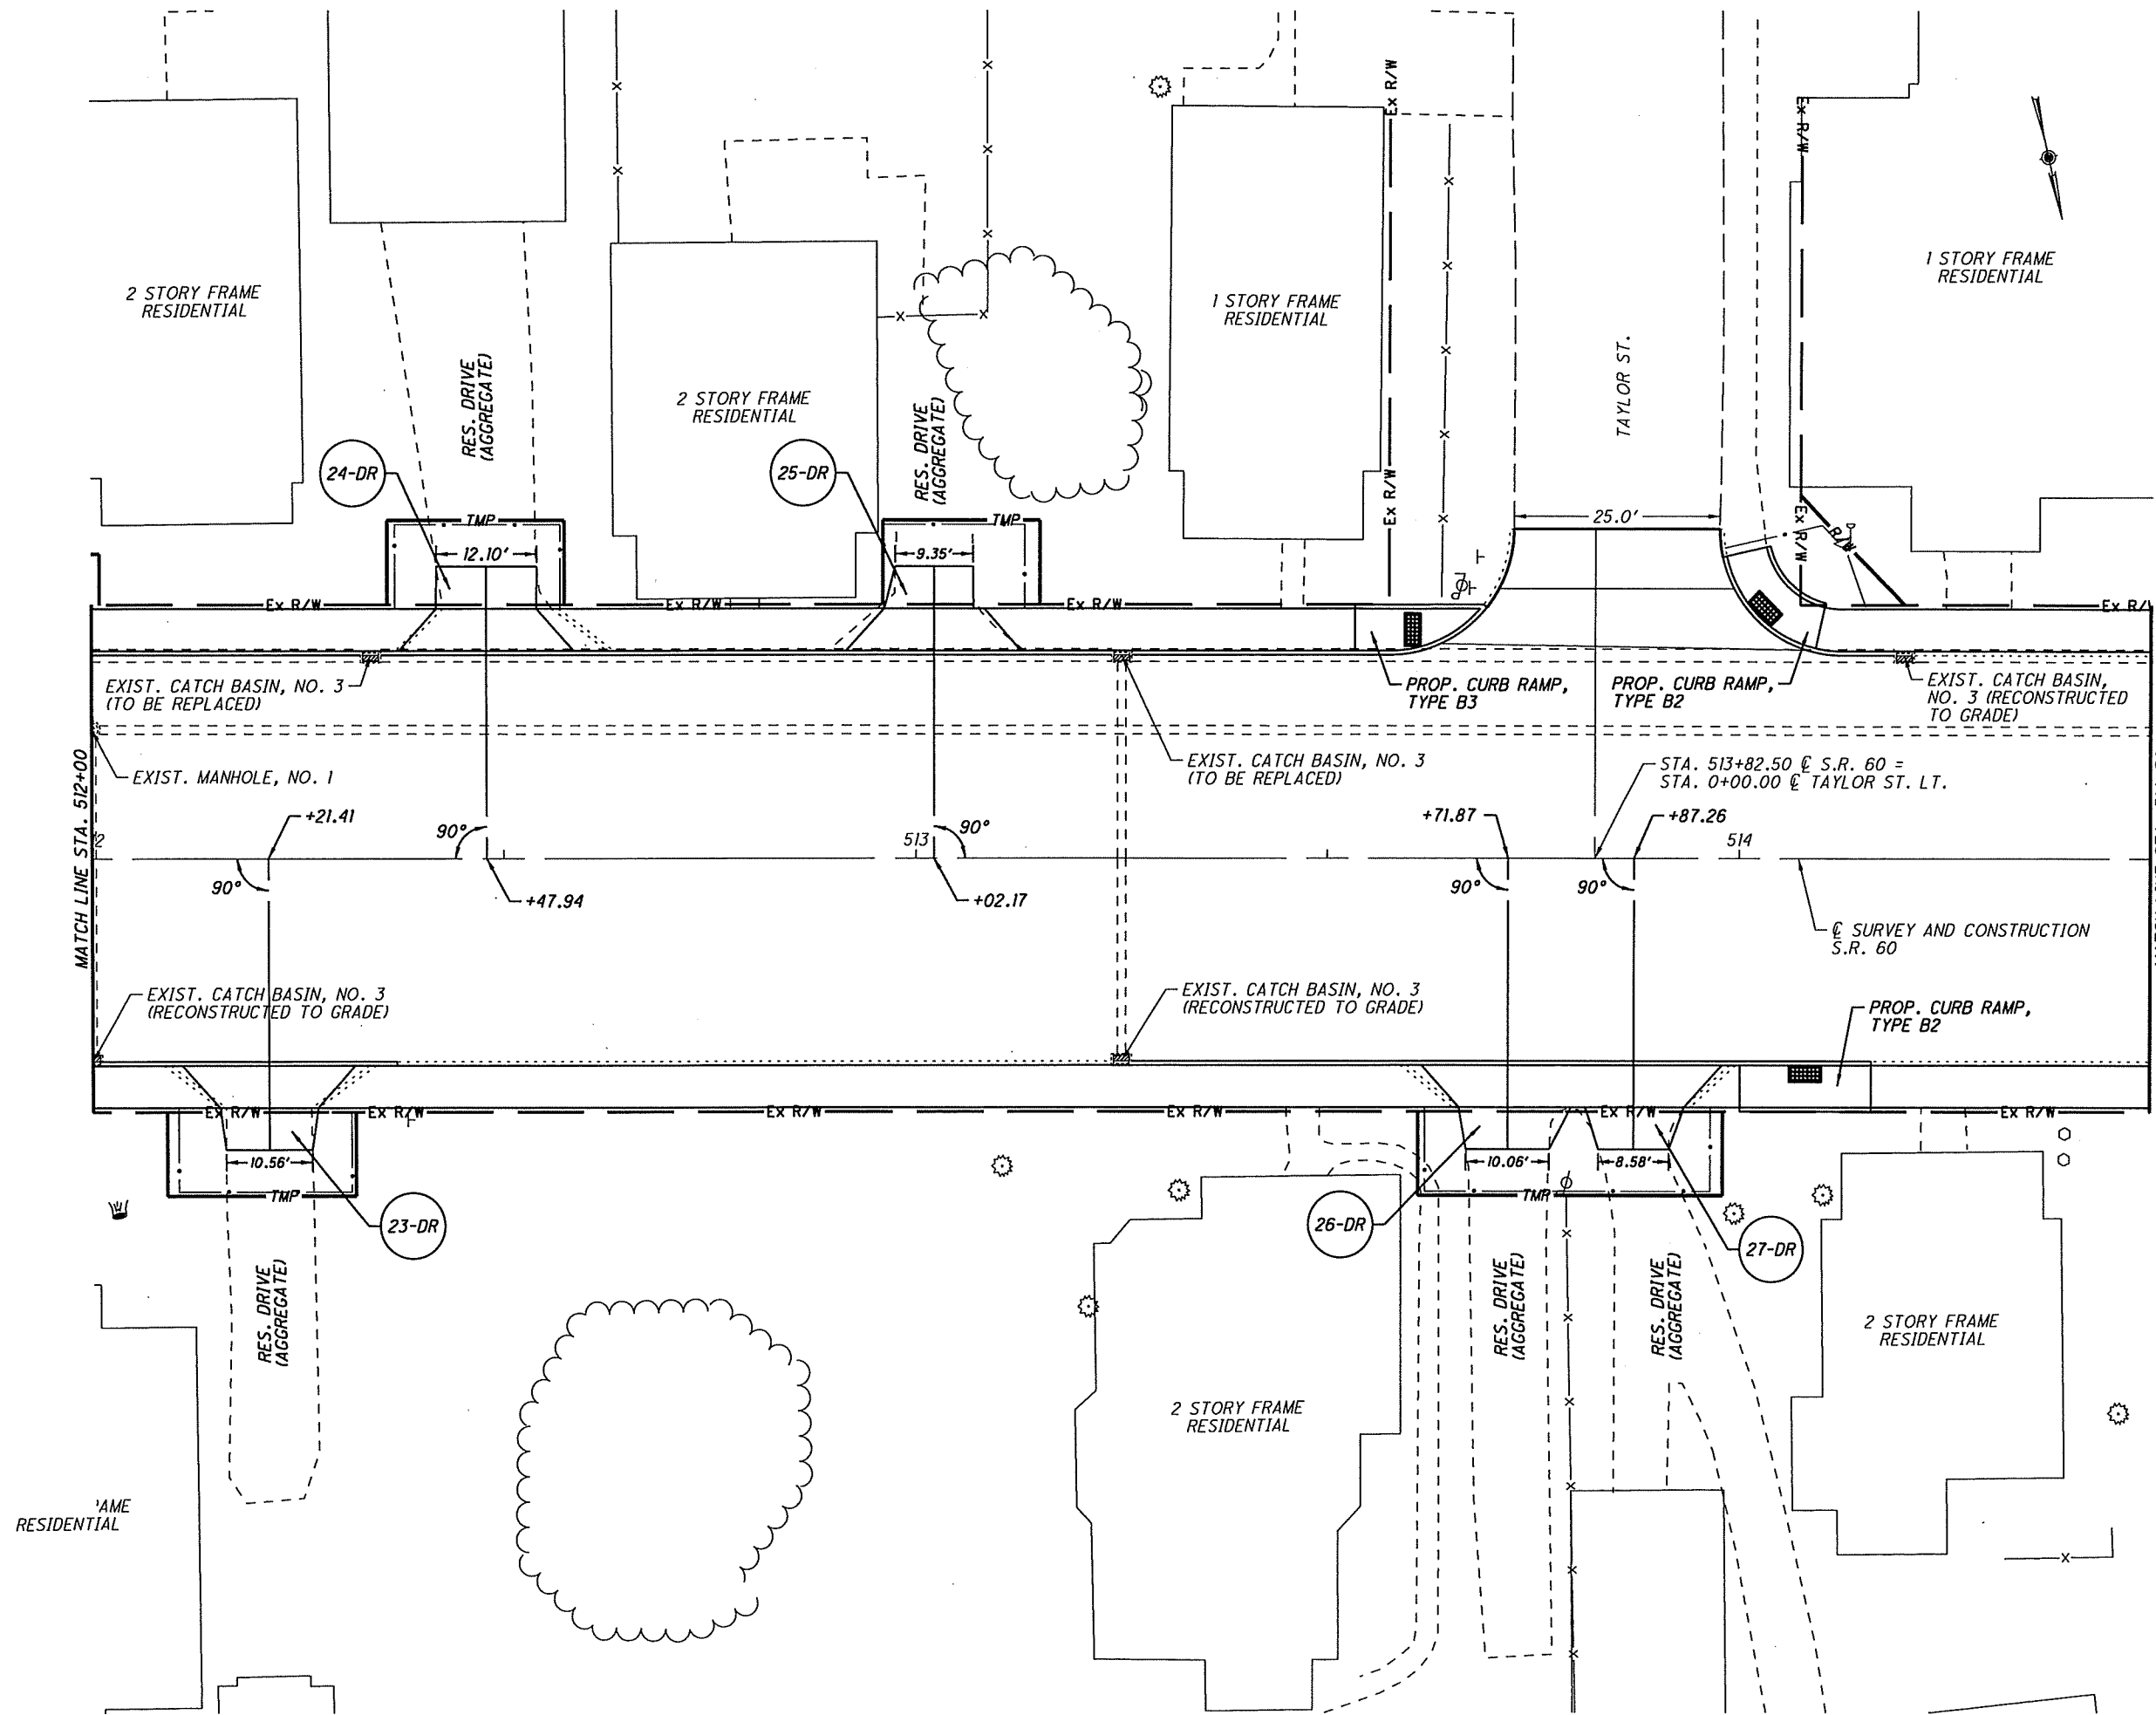 Ex R/W
Ex R/W
2 STORY FRAME
RESIDENTIAL
1 STORY FRAME
RESIDENTIAL
1 STORY FRAME
RESIDENTIAL
RES. DRIVE
(AGGREGATE)
2 STORY FRAME
RESIDENTIAL
RES. DRIVE
(AGGREGATE)
TAYLOR ST.
24-DR
25-DR
Ex R/W
Ex R/W
R/W
TMP
TMP
25.0'
12.10'
9.35'
Ex R/W
Ex R/W
Ex R/W
Ex R/
EXIST. CATCH BASIN, NO. 3
(TO BE REPLACED)
PROP. CURB RAMP,
TYPE B3
PROP. CURB RAMP,
TYPE B2
EXIST. CATCH BASIN,
NO. 3 (RECONSTRUCTED
TO GRADE)
MATCH LINE STA. 512+00
EXIST. MANHOLE, NO. 1
EXIST. CATCH BASIN, NO. 3
(TO BE REPLACED)
STA. 513+82.50 ℄ S.R. 60 =
STA. 0+00.00 ℄ TAYLOR ST. LT.
+21.41
+71.87
+87.26
2
90°
513
90°
514
90°
+47.94
+02.17
90°
90°
℄ SURVEY AND CONSTRUCTION
S.R. 60
EXIST. CATCH BASIN, NO. 3
(RECONSTRUCTED TO GRADE)
EXIST. CATCH BASIN, NO. 3
(RECONSTRUCTED TO GRADE)
PROP. CURB RAMP,
TYPE B2
Ex R/W
Ex R/W
Ex R/W
Ex R/W
Ex R/W
Ex R/W
10.56'
10.06'
8.58'
TMP
TMP
23-DR
26-DR
27-DR
RES. DRIVE
(AGGREGATE)
RES. DRIVE
(AGGREGATE)
RES. DRIVE
(AGGREGATE)
2 STORY FRAME
RESIDENTIAL
2 STORY FRAME
RESIDENTIAL
'AME
RESIDENTIAL